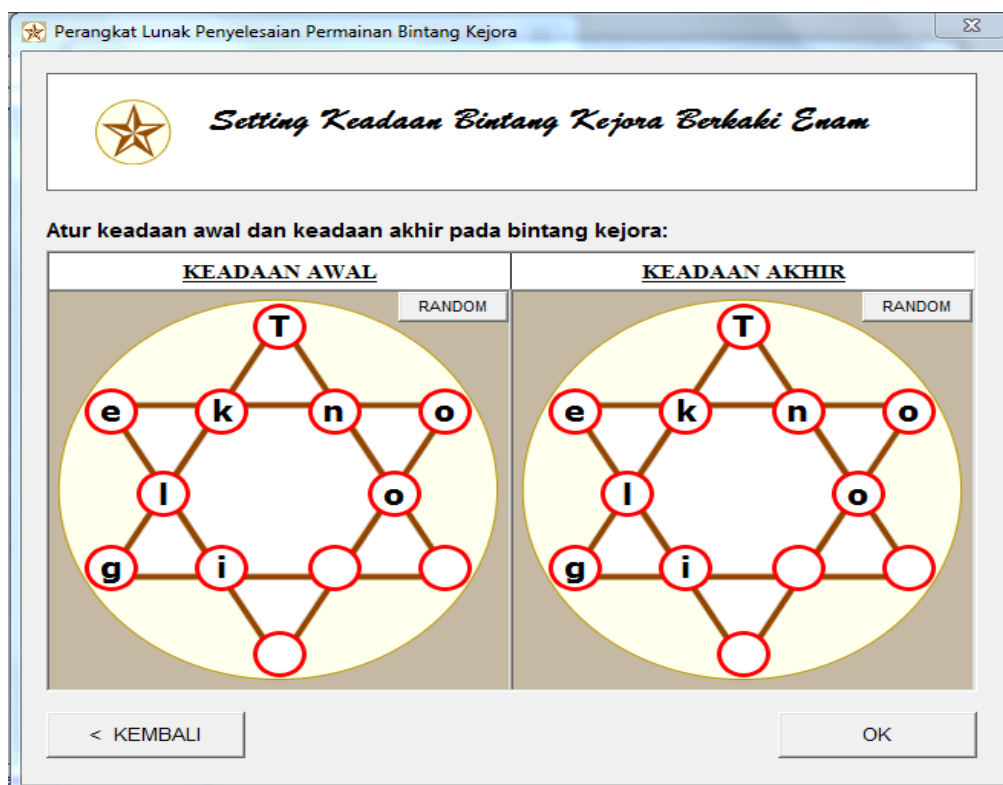 Perangkat Lunak Penyelesaian Permainan Bintang Kejora
Setting Keadaan Bintang Kejora Berkaki Enam
Atur keadaan awal dan keadaan akhir pada bintang kejora:
KEADAAN AWAL
RANDOM
T
e k n o
l o
g i
KEADAAN AKHIR
RANDOM
T
e k n o
l o
g i
< KEMBALI
OK